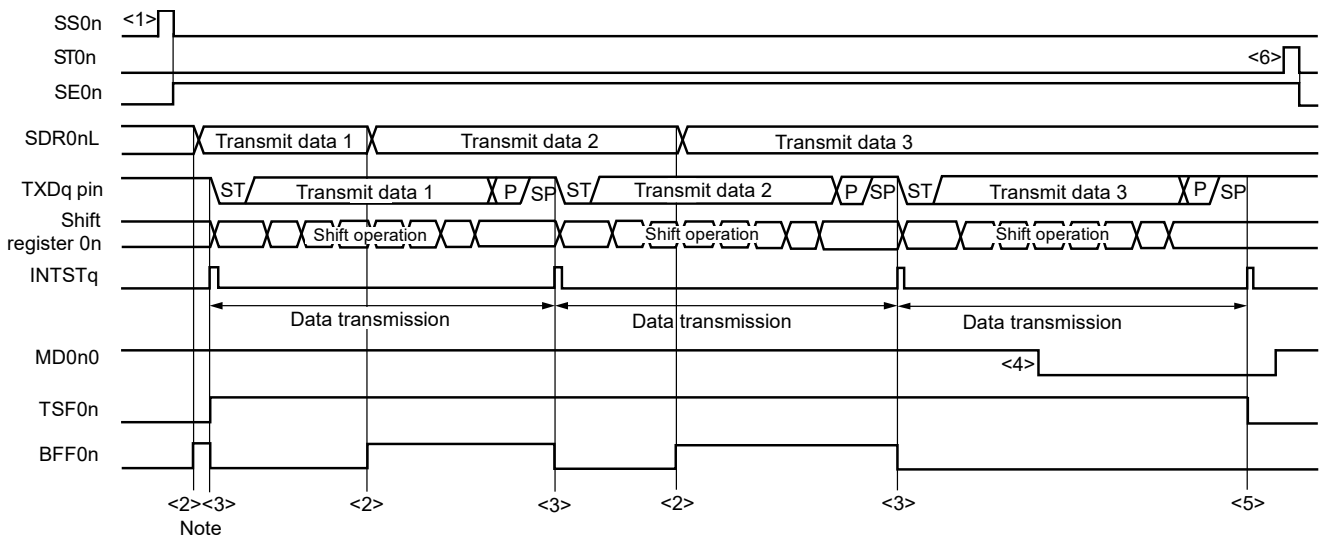 SS0n <1>
ST0n <6>
SE0n
SDR0nL Transmit data 1 Transmit data 2 Transmit data 3
TXDq pin ST Transmit data 1 P SP ST Transmit data 2 P SP ST Transmit data 3 P SP
Shift
register 0n Shift operation Shift operation Shift operation
INTSTq
Data transmission Data transmission Data transmission
MD0n0 <4>
TSF0n
BFF0n
<2> <3> <2> <3> <2> <3> <5>
Note